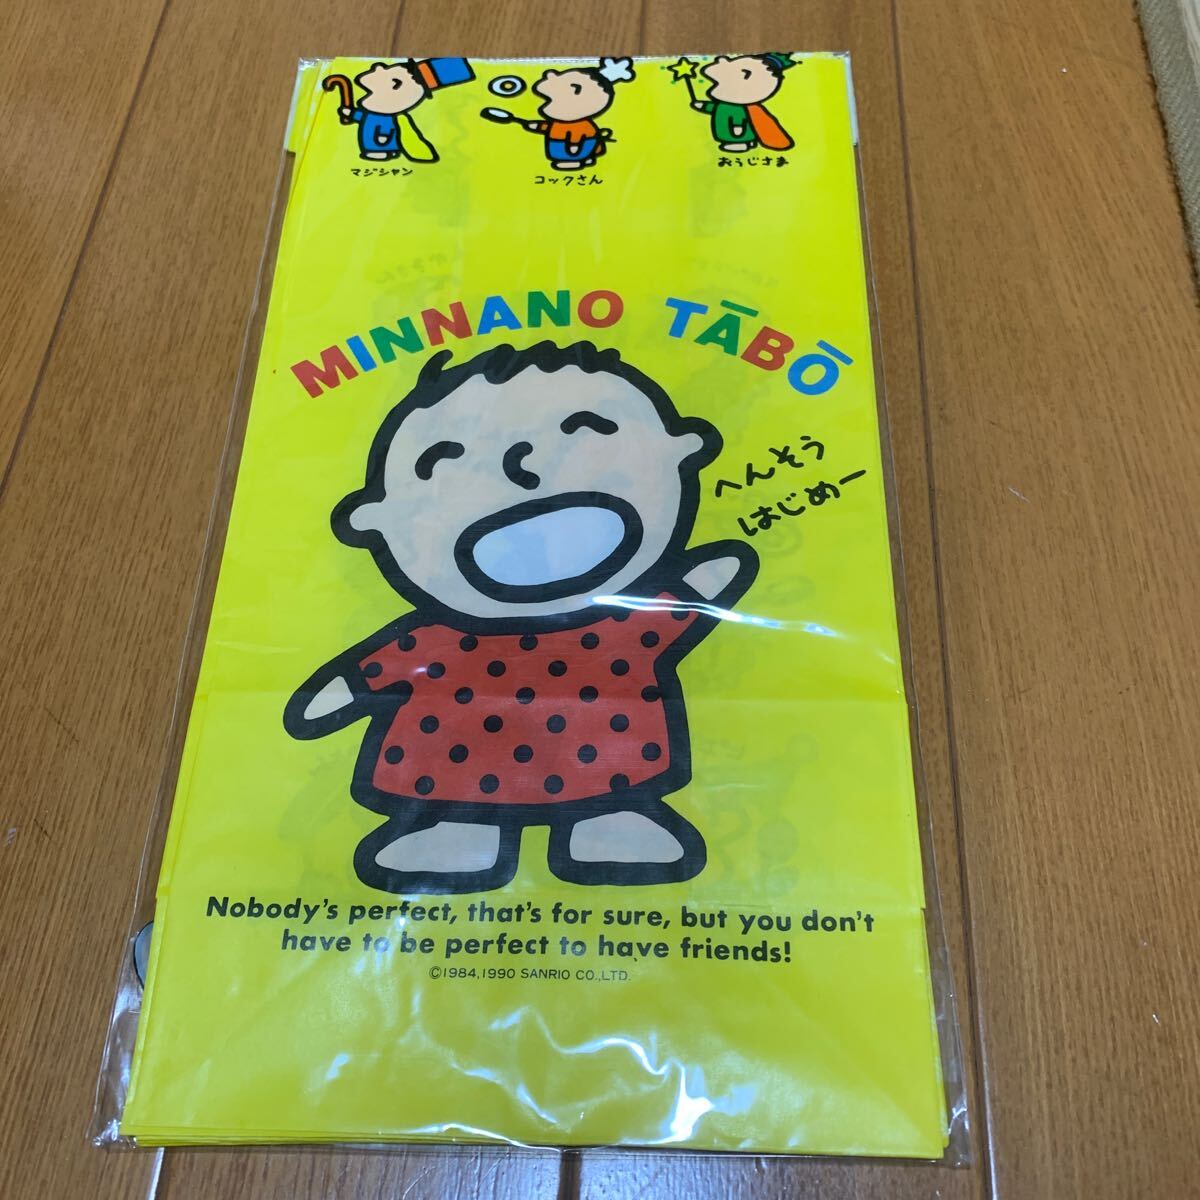 マジシャン
コックさん
おうじさま
MINNANO TĀBŌ
へんそう
はじめー
Nobody's perfect, that's for sure, but you don't
have to be perfect to have friends!
©1984,1990 SANRIO CO.,LTD.